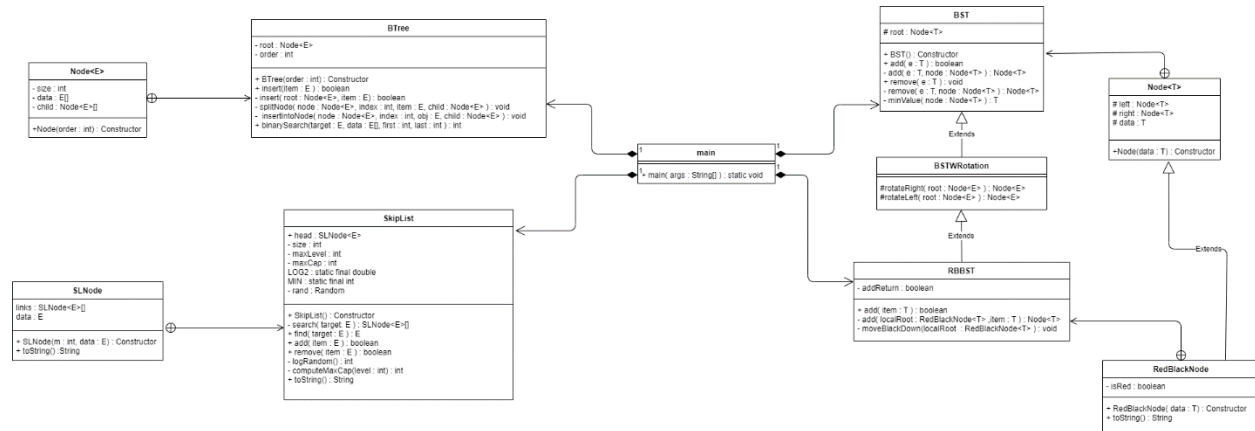 BTree
- root : Node<E>
- order : int
+ BTree(order : int) : Constructor
+ insert(item : E ) : boolean
- insert( root : Node<E>, item : E) : boolean
- splitNode( node : Node<E>, index : int, item : E, child : Node<E> ) : void
- insertIntoNode( node : Node<E>, index : int, obj : E, child : Node<E> ) : void
+ binarySearch(target : E, data : E[], first : int, last : int ) : int
Node<E>
- size : int
- data : E[]
- child : Node<E>[]
+Node(order : int) : Constructor
main
+ main( args : String[] ) : static void
1
1
1
1
SkipList
+ head : SLNode<E>
- size : int
- maxLevel : int
- maxCap : int
LOG2 : static final double
MIN : static final int
- rand : Random
+ SkipList() : Constructor
- search( target: E ) : SLNode<E>[]
+ find( target : E ) : E
+ add( item : E ) : boolean
+ remove( item : E ) : boolean
- logRandom() : int
- computeMaxCap(level : int) : int
+ toString() : String
SLNode
links : SLNode<E>[]
data : E
+ SLNode(m : int, data : E) : Constructor
+ toString() :String
BST
# root : Node<T>
+ BST() : Constructor
+ add( e : T ) : boolean
- add( e : T, node : Node<T> ) : Node<T>
+ remove( e : T ) : void
- remove( e : T, node : Node<T> ) : Node<T>
- minValue( node : Node<T> ) : T
Extends
Node<T>
# left : Node<T>
# right : Node<T>
# data : T
+Node(data : T) : Constructor
BSTWRotation
#rotateRight( root : Node<E> ) : Node<E>
#rotateLeft( root : Node<E> ) : Node<E>
Extends
Extends
RBBST
- addReturn : boolean
+ add( item : T ) : boolean
- add( localRoot : RedBlackNode<T> ,item : T ) : Node<T>
- moveBlackDown(localRoot : RedBlackNode<T> ) : void
RedBlackNode
- isRed : boolean
+ RedBlackNode( data : T) : Constructor
+ toString() : String